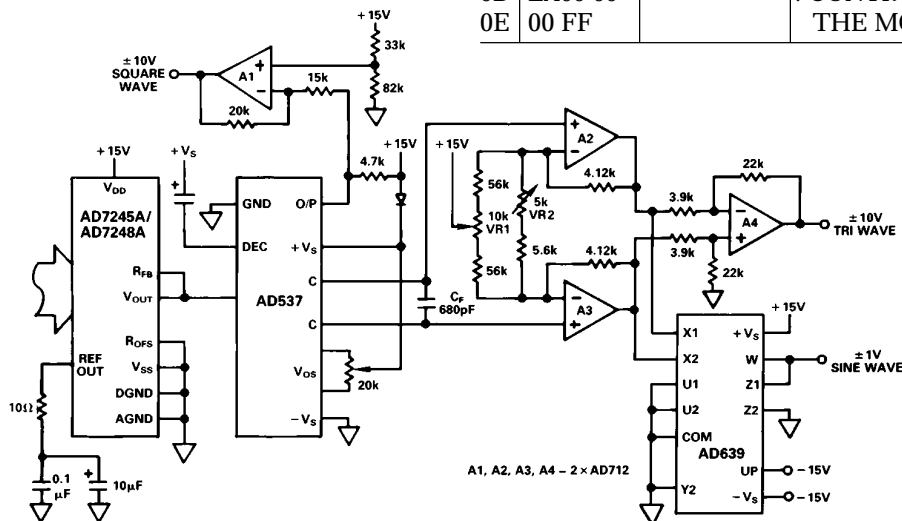 0E 00 FF THE MO
+15V
33k
82k
±10V
SQUARE
WAVE
+
A1
−
15k
20k
+15V
+VS
+15V
4.7k
+
VDD
AD7245A/
AD7248A
RFB
VOUT
ROFS
VSS
DGND
AGND
REF
OUT
10Ω
0.1
µF
+
10µF
GND
O/P
DEC
+VS
C
AD537
C
VOS
−VS
CF
680pF
20k
+15V
56k
10k
VR1
56k
5k
VR2
5.6k
+
A2
−
4.12k
4.12k
−
A3
+
3.9k
3.9k
22k
−
A4
+
22k
±10V
TRI WAVE
+15V
X1
+VS
X2
W
±1V
SINE WAVE
U1
Z1
U2
Z2
COM
AD639
UP
−15V
Y2
−VS
−15V
A1, A2, A3, A4 – 2 × AD712